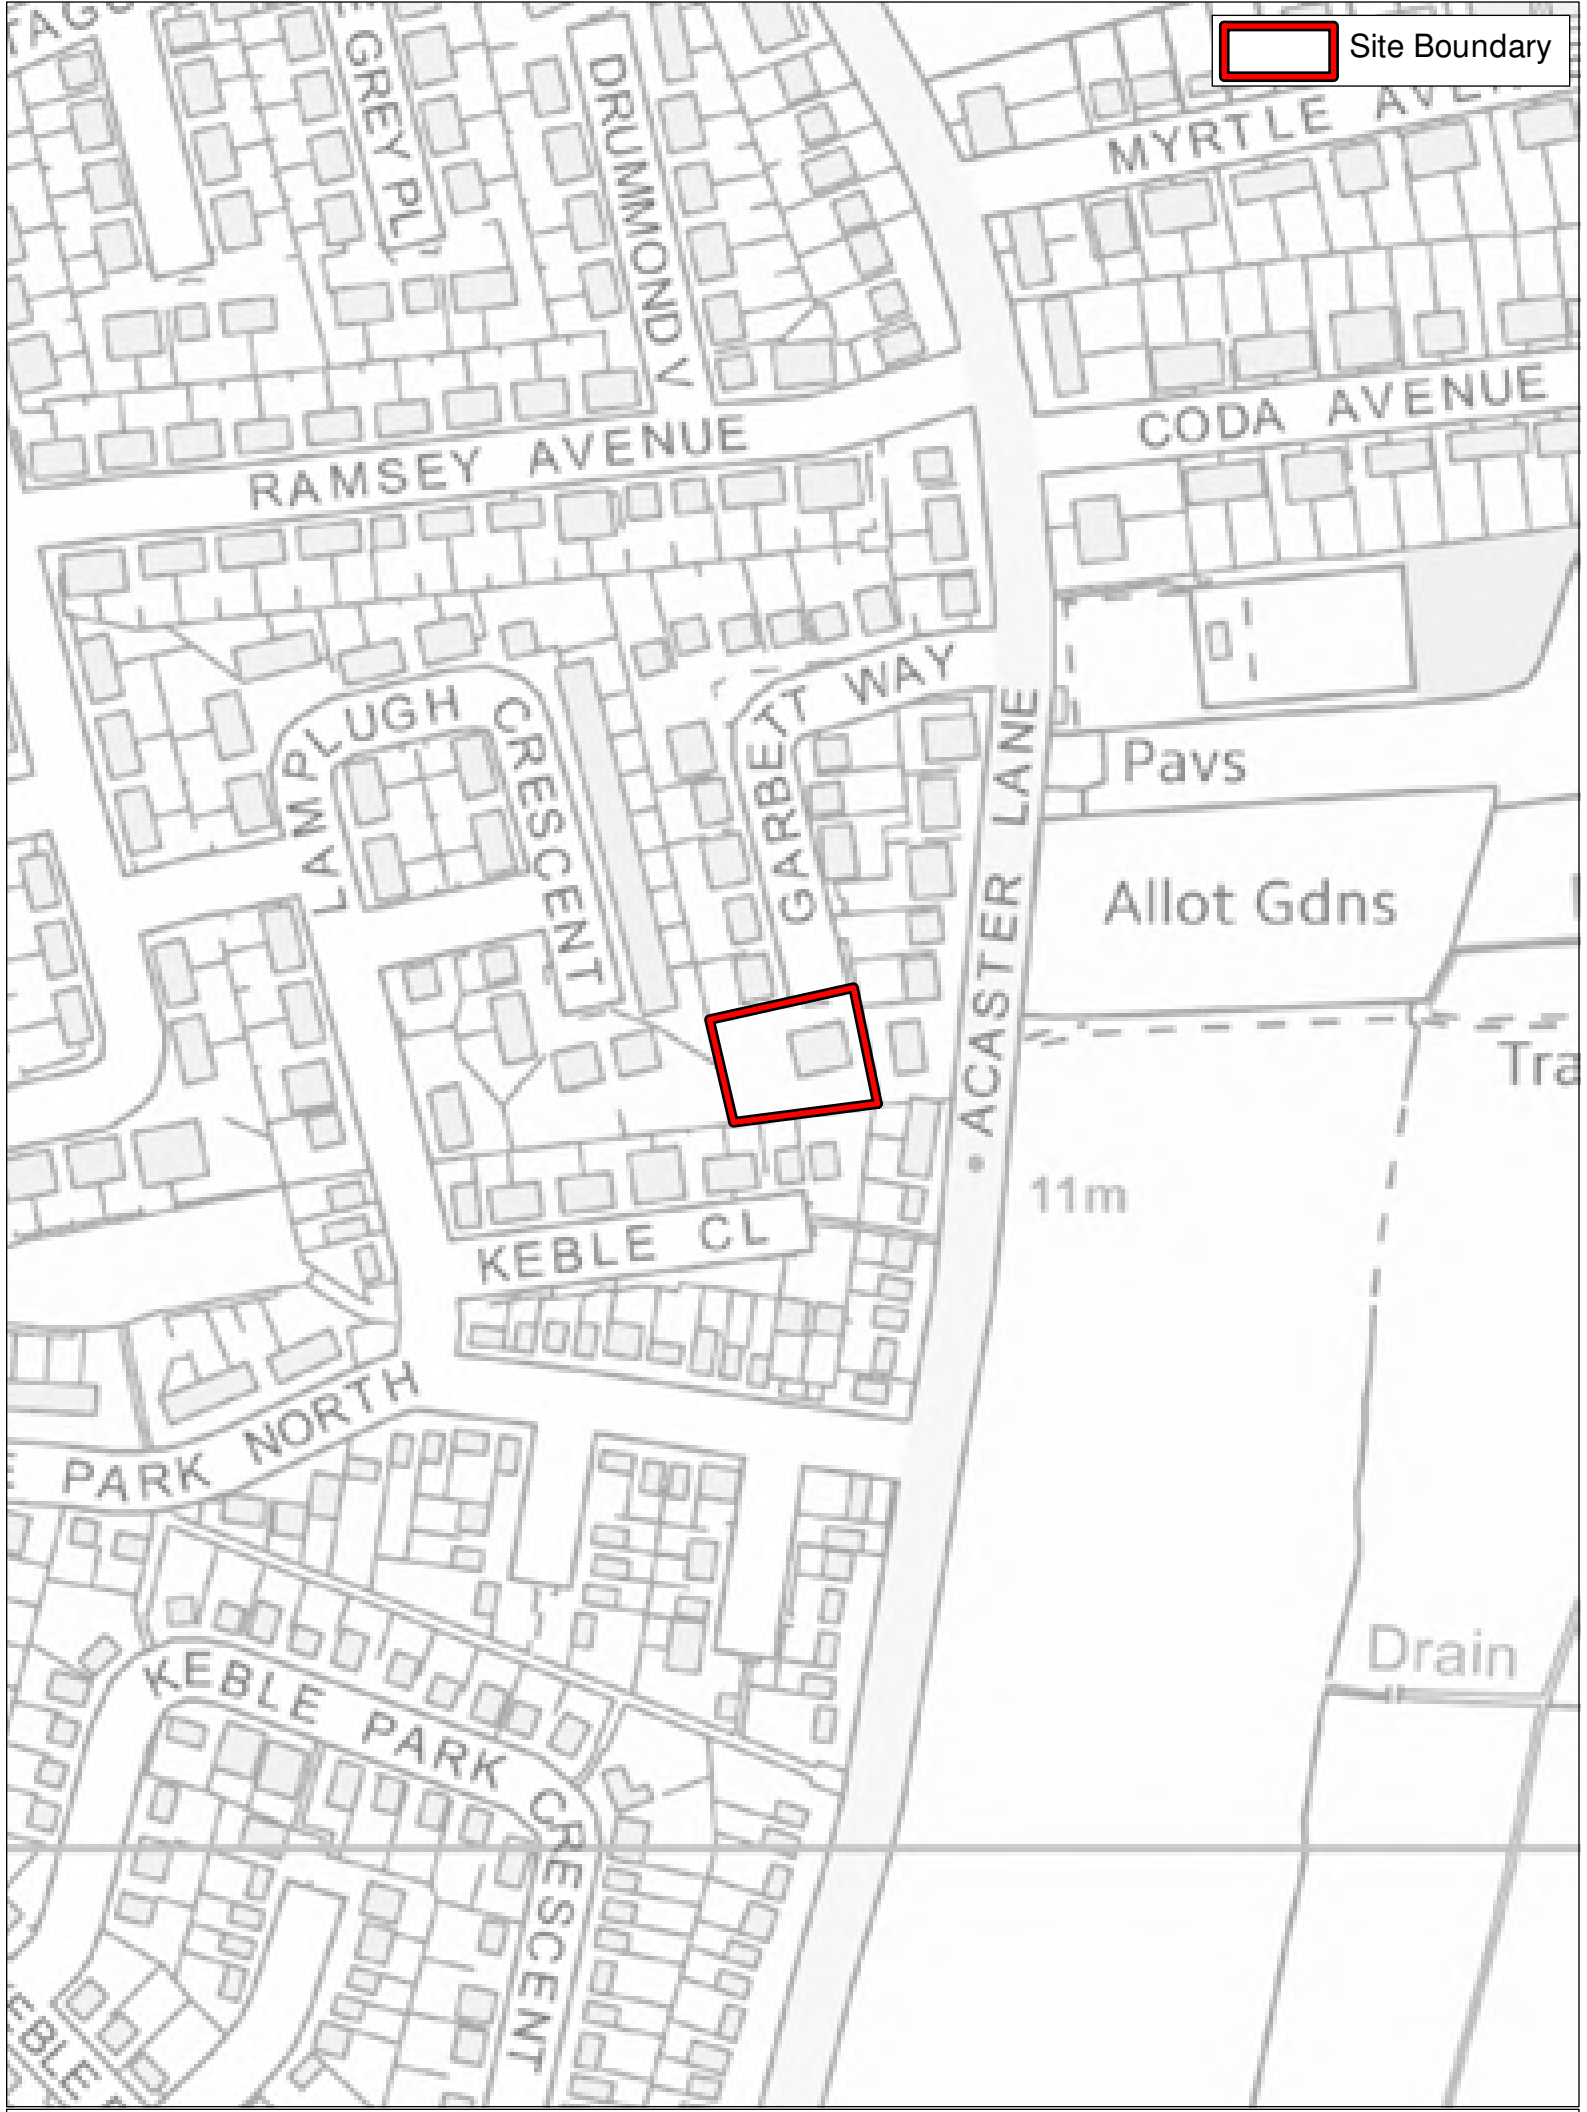 Site Boundary
GREY PL
DRUMMOND V
MYRTLE
CODA AVENUE
RAMSEY AVENUE
LAMPLUGH CRESCENT
GARBETT WAY
ACASTER LANE
Pavs
Allot Gdns
Tra
11m
KEBLE CL
PARK NORTH
Drain
KEBLE PARK CRESCENT